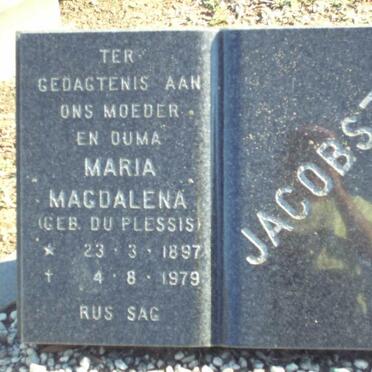 TER
GEDAGTENIS AAN
ONS MOEDER
EN OUMA
MARIA
MAGDALENA
(GEB. DU PLESSIS)
★ 23 · 3 · 1897
† 4 · 8 · 1979
RUS SAG
JACOBS